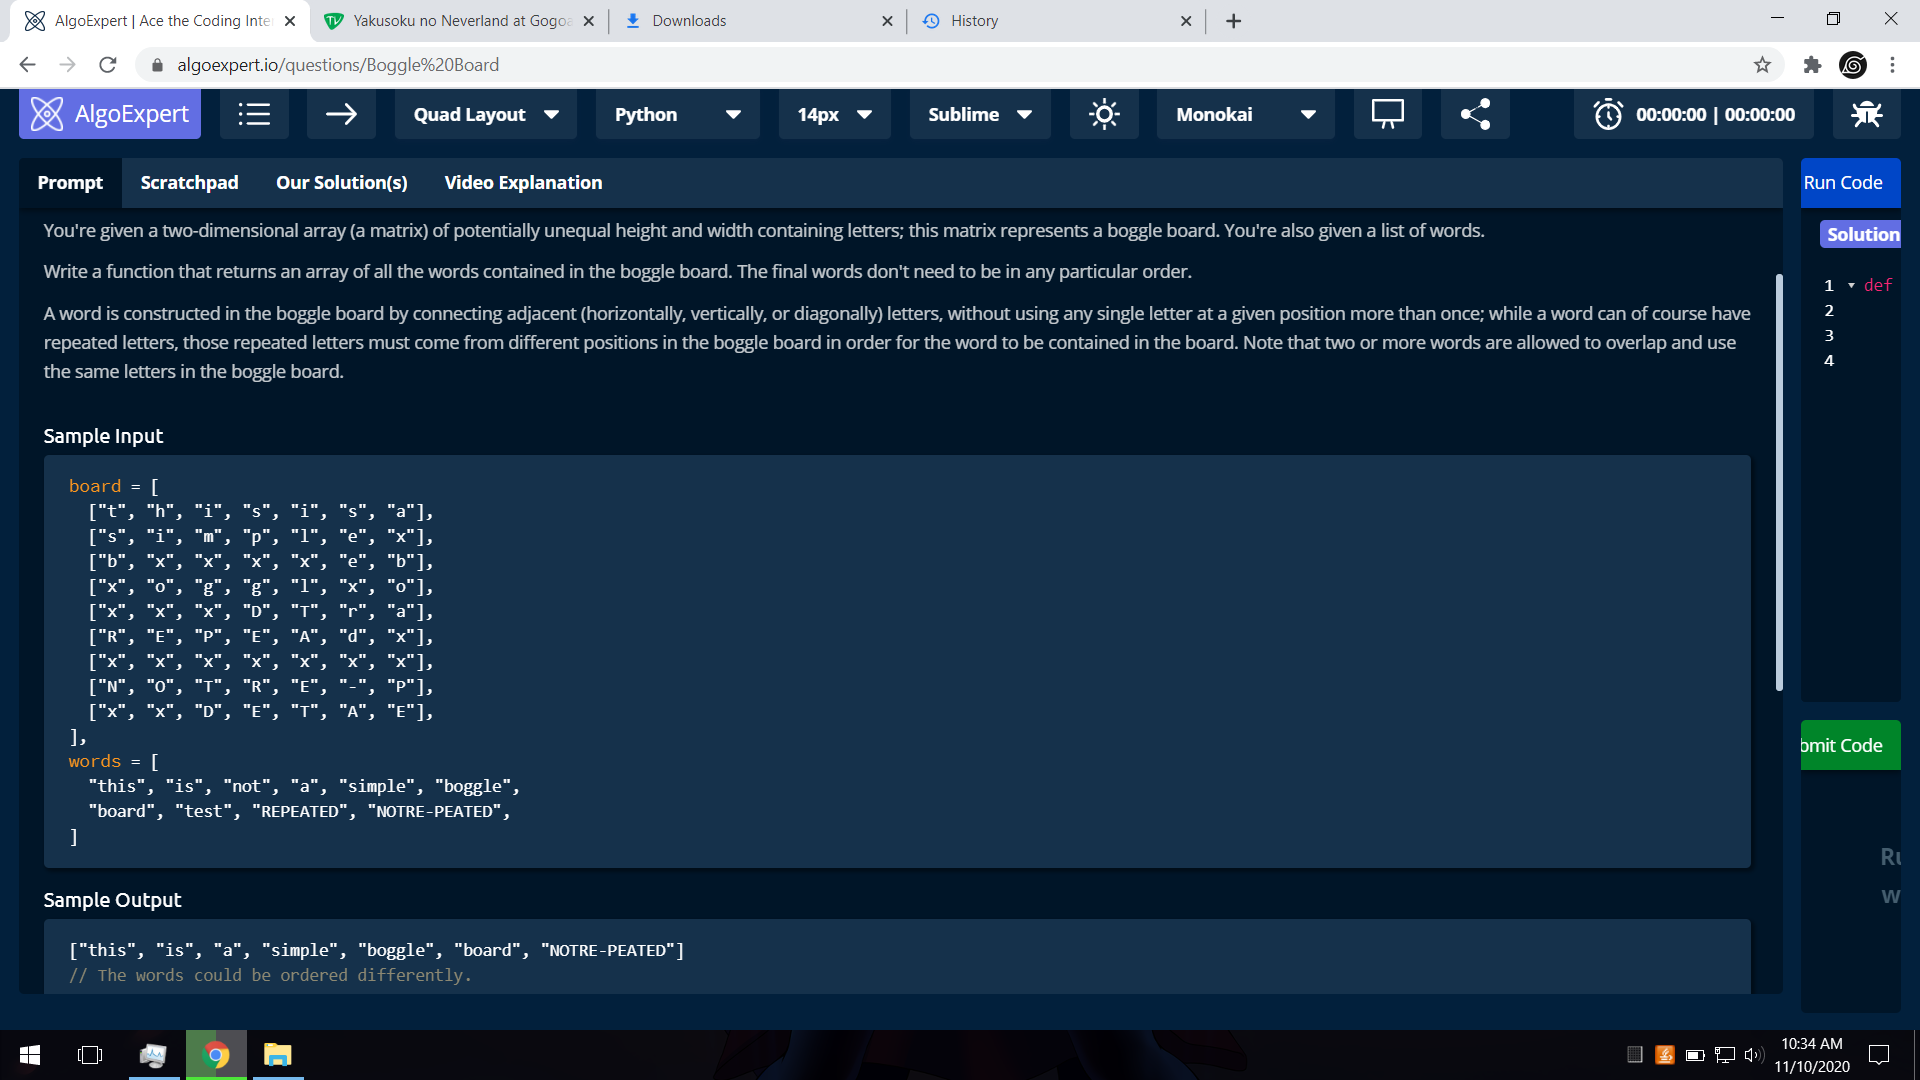 AlgoExpert | Ace the Coding Inte
Yakusoku no Neverland at Gogoa
Downloads
History
algoexpert.io/questions/Boggle%20Board
AlgoExpert
Quad Layout
Python
14px
Sublime
Monokai
00:00:00 | 00:00:00
Prompt
Scratchpad
Our Solution(s)
Video Explanation
Run Code
You're given a two-dimensional array (a matrix) of potentially unequal height and width containing letters; this matrix represents a boggle board. You're also given a list of words.
Write a function that returns an array of all the words contained in the boggle board. The final words don't need to be in any particular order.
A word is constructed in the boggle board by connecting adjacent (horizontally, vertically, or diagonally) letters, without using any single letter at a given position more than once; while a word can of course have
repeated letters, those repeated letters must come from different positions in the boggle board in order for the word to be contained in the board. Note that two or more words are allowed to overlap and use
the same letters in the boggle board.
Sample Input
board = [
["t", "h", "i", "s", "i", "s", "a"],
["s", "i", "m", "p", "l", "e", "x"],
["b", "x", "x", "x", "x", "e", "b"],
["x", "o", "g", "g", "l", "x", "o"],
["x", "x", "x", "D", "T", "r", "a"],
["R", "E", "P", "E", "A", "d", "x"],
["x", "x", "x", "x", "x", "x", "x"],
["N", "O", "T", "R", "E", "-", "P"],
["x", "x", "D", "E", "T", "A", "E"],
],
words = [
"this", "is", "not", "a", "simple", "boggle",
"board", "test", "REPEATED", "NOTRE-PEATED",
]
Sample Output
["this", "is", "a", "simple", "boggle", "board", "NOTRE-PEATED"]
// The words could be ordered differently.
Solution
1 def
2
3
4
bmit Code
Ru
w
10:34 AM
11/10/2020